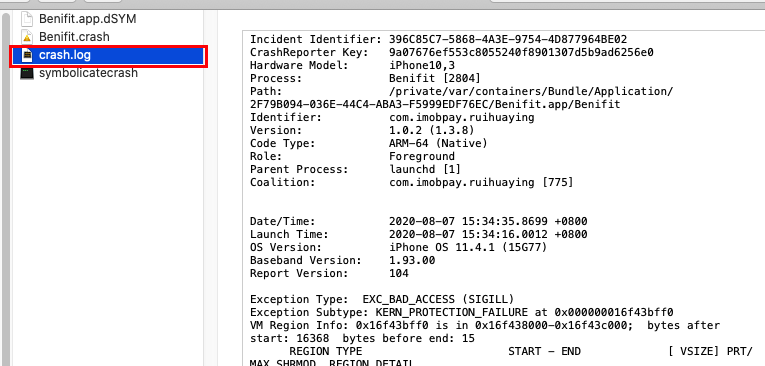 Benifit.app.dSYM
Benifit.crash
crash.log
symbolicatecrash
Incident Identifier: 396C85C7-5868-4A3E-9754-4D877964BE02
CrashReporter Key: 9a07676ef553c8055240f8901307d5b9ad6256e0
Hardware Model: iPhone10,3
Process: Benifit [2804]
Path: /private/var/containers/Bundle/Application/
2F79B094-036E-44C4-ABA3-F5999EDF76EC/Benifit.app/Benifit
Identifier: com.imobpay.ruihuaying
Version: 1.0.2 (1.3.8)
Code Type: ARM-64 (Native)
Role: Foreground
Parent Process: launchd [1]
Coalition: com.imobpay.ruihuaying [775]
Date/Time: 2020-08-07 15:34:35.8699 +0800
Launch Time: 2020-08-07 15:34:16.0012 +0800
OS Version: iPhone OS 11.4.1 (15G77)
Baseband Version: 1.93.00
Report Version: 104
Exception Type: EXC_BAD_ACCESS (SIGILL)
Exception Subtype: KERN_PROTECTION_FAILURE at 0x000000016f43bff0
VM Region Info: 0x16f43bff0 is in 0x16f438000-0x16f43c000; bytes after
start: 16368 bytes before end: 15
REGION TYPE START - END [ VSIZE] PRT/
MAX SHRMOD REGION DETAIL